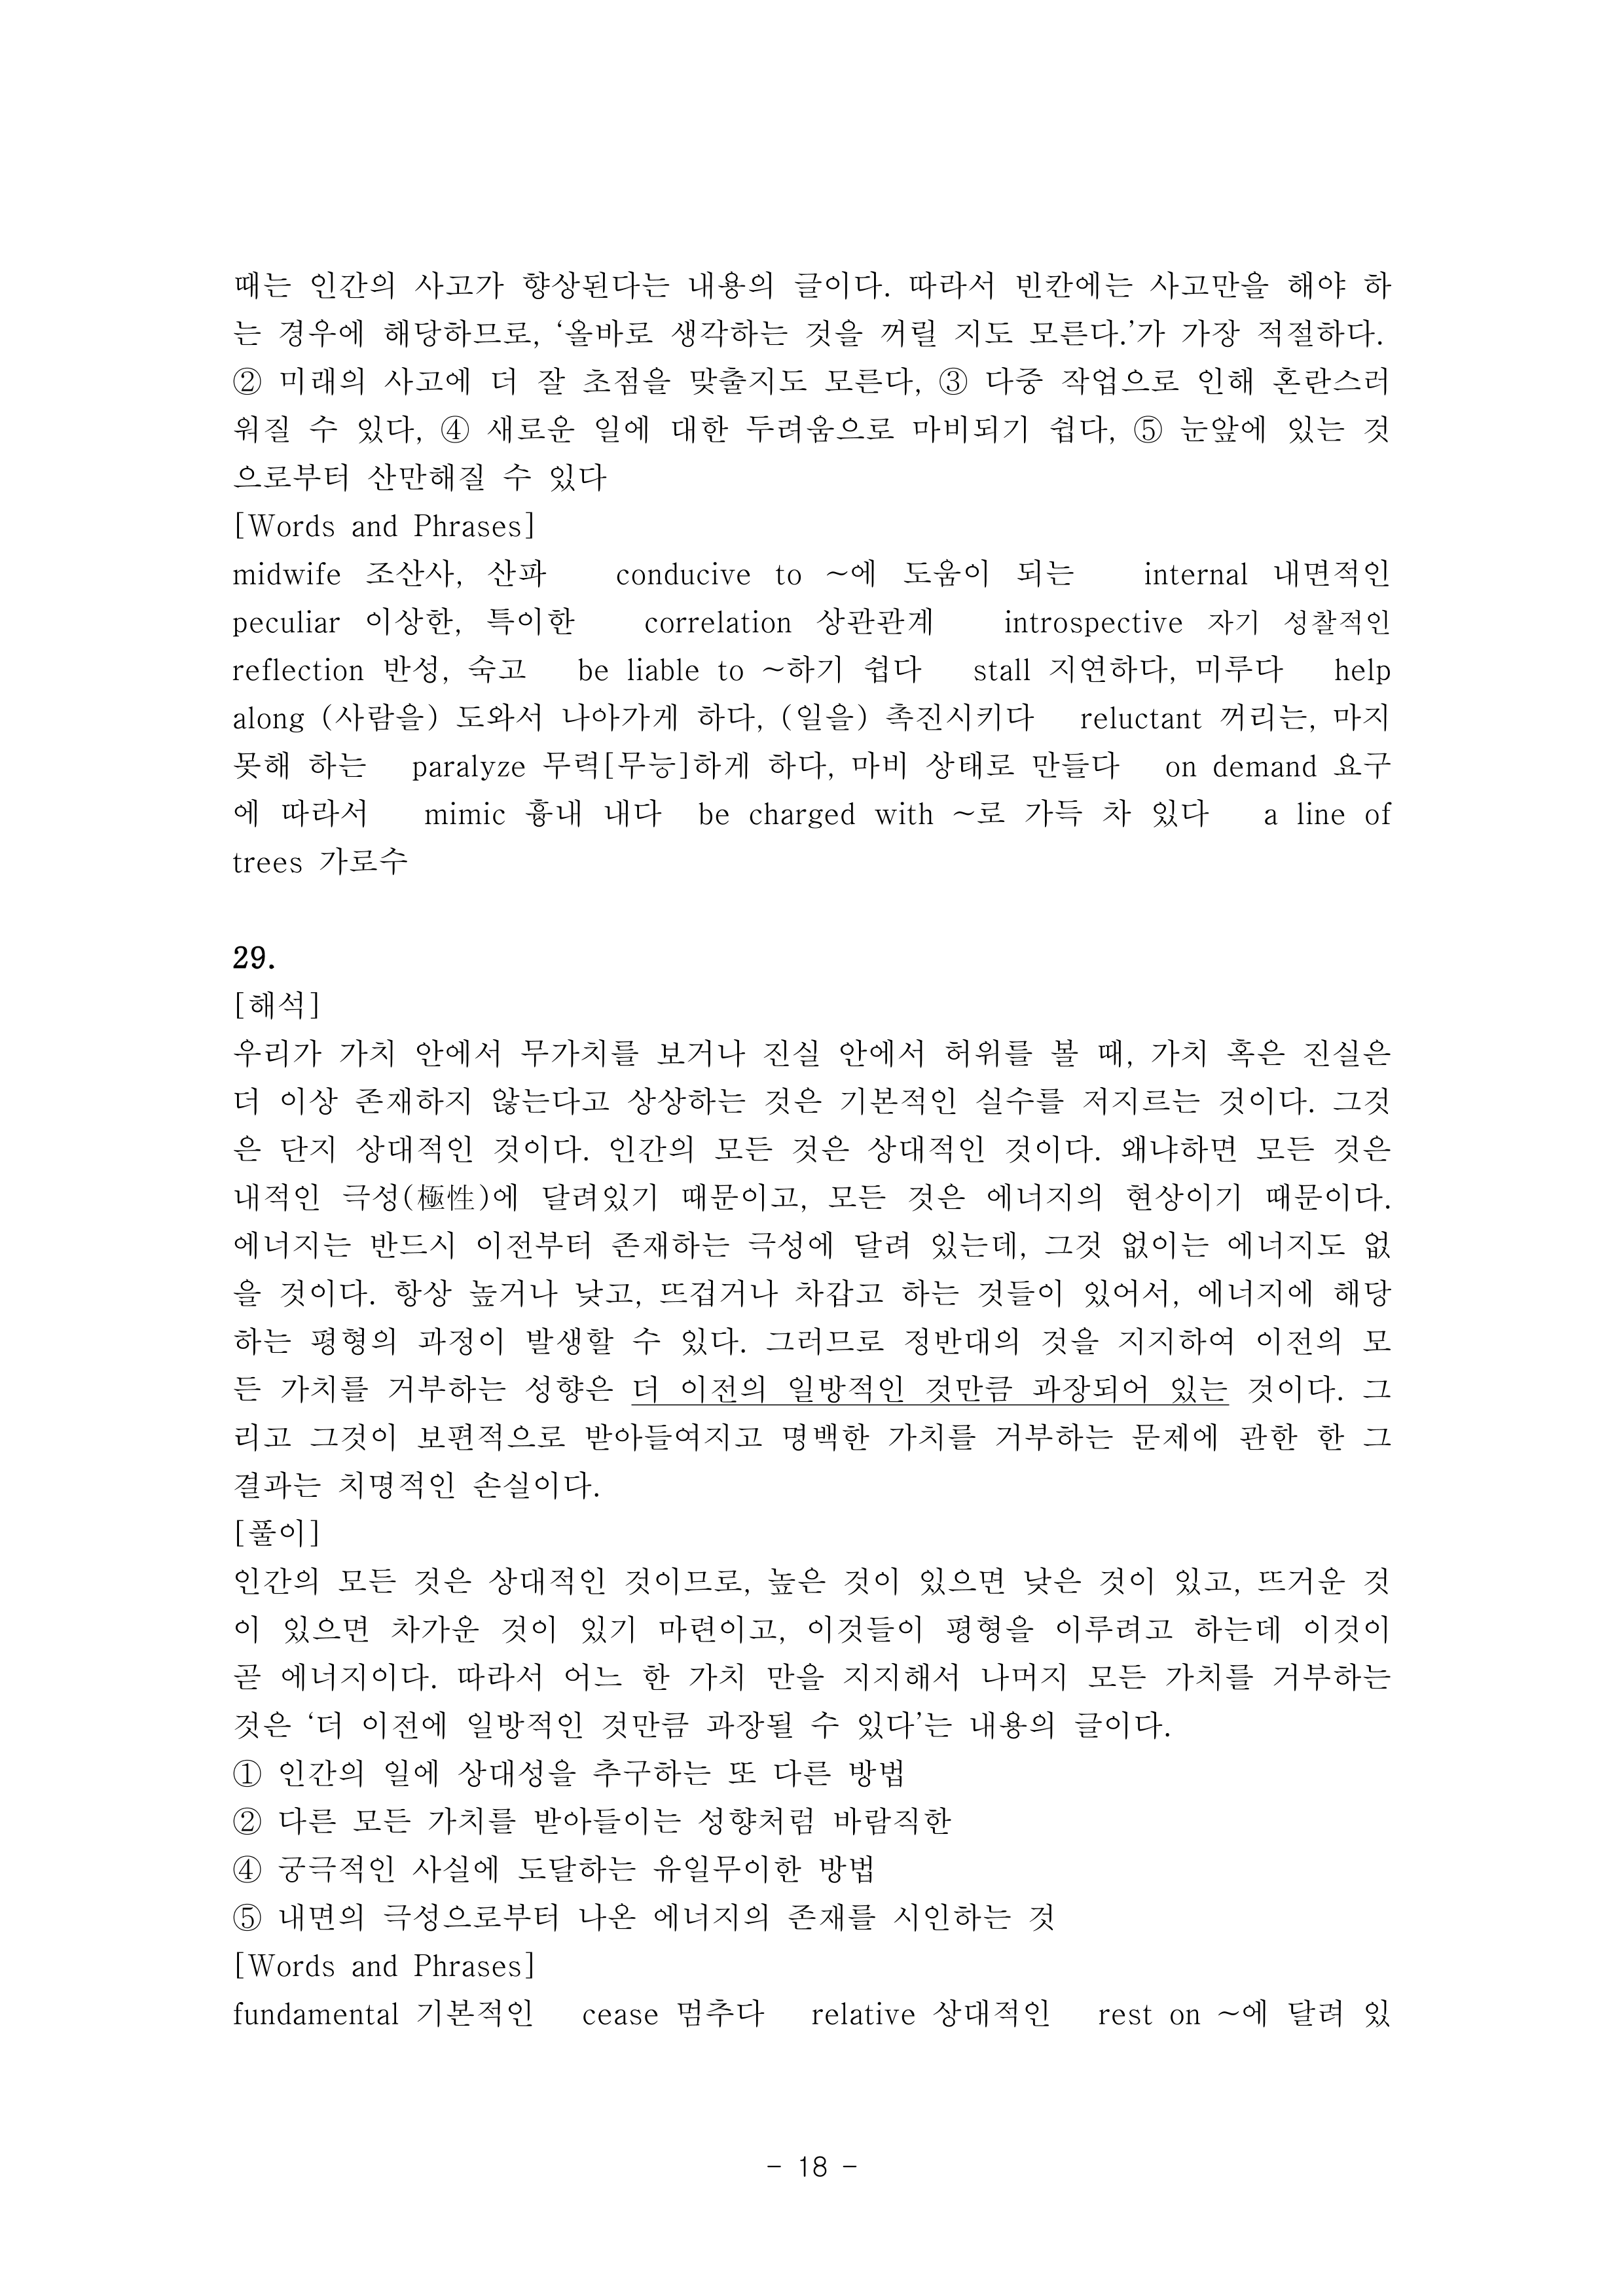 때는 인간의 사고가 향상된다는 내용의 글이다. 따라서 빈칸에는 사고만을 해야 하
는 경우에 해당하므로, ‘올바로 생각하는 것을 꺼릴 지도 모른다.’가 가장 적절하다.
② 미래의 사고에 더 잘 초점을 맞출지도 모른다, ③ 다중 작업으로 인해 혼란스러
워질 수 있다, ④ 새로운 일에 대한 두려움으로 마비되기 쉽다, ⑤ 눈앞에 있는 것
으로부터 산만해질 수 있다
[Words and Phrases]
midwife 조산사, 산파 conducive to ~에 도움이 되는 internal 내면적인
peculiar 이상한, 특이한 correlation 상관관계 introspective 자기 성찰적인
reflection 반성, 숙고 be liable to ~하기 쉽다 stall 지연하다, 미루다 help
along (사람을) 도와서 나아가게 하다, (일을) 촉진시키다 reluctant 꺼리는, 마지
못해 하는 paralyze 무력[무능]하게 하다, 마비 상태로 만들다 on demand 요구
에 따라서 mimic 흉내 내다 be charged with ~로 가득 차 있다 a line of
trees 가로수
29.
[해석]
우리가 가치 안에서 무가치를 보거나 진실 안에서 허위를 볼 때, 가치 혹은 진실은
더 이상 존재하지 않는다고 상상하는 것은 기본적인 실수를 저지르는 것이다. 그것
은 단지 상대적인 것이다. 인간의 모든 것은 상대적인 것이다. 왜냐하면 모든 것은
내적인 극성(極性)에 달려있기 때문이고, 모든 것은 에너지의 현상이기 때문이다.
에너지는 반드시 이전부터 존재하는 극성에 달려 있는데, 그것 없이는 에너지도 없
을 것이다. 항상 높거나 낮고, 뜨겁거나 차갑고 하는 것들이 있어서, 에너지에 해당
하는 평형의 과정이 발생할 수 있다. 그러므로 정반대의 것을 지지하여 이전의 모
든 가치를 거부하는 성향은 더 이전의 일방적인 것만큼 과장되어 있는 것이다. 그
리고 그것이 보편적으로 받아들여지고 명백한 가치를 거부하는 문제에 관한 한 그
결과는 치명적인 손실이다.
[풀이]
인간의 모든 것은 상대적인 것이므로, 높은 것이 있으면 낮은 것이 있고, 뜨거운 것
이 있으면 차가운 것이 있기 마련이고, 이것들이 평형을 이루려고 하는데 이것이
곧 에너지이다. 따라서 어느 한 가치 만을 지지해서 나머지 모든 가치를 거부하는
것은 ‘더 이전에 일방적인 것만큼 과장될 수 있다’는 내용의 글이다.
① 인간의 일에 상대성을 추구하는 또 다른 방법
② 다른 모든 가치를 받아들이는 성향처럼 바람직한
④ 궁극적인 사실에 도달하는 유일무이한 방법
⑤ 내면의 극성으로부터 나온 에너지의 존재를 시인하는 것
[Words and Phrases]
fundamental 기본적인 cease 멈추다 relative 상대적인 rest on ~에 달려 있
- 18 -